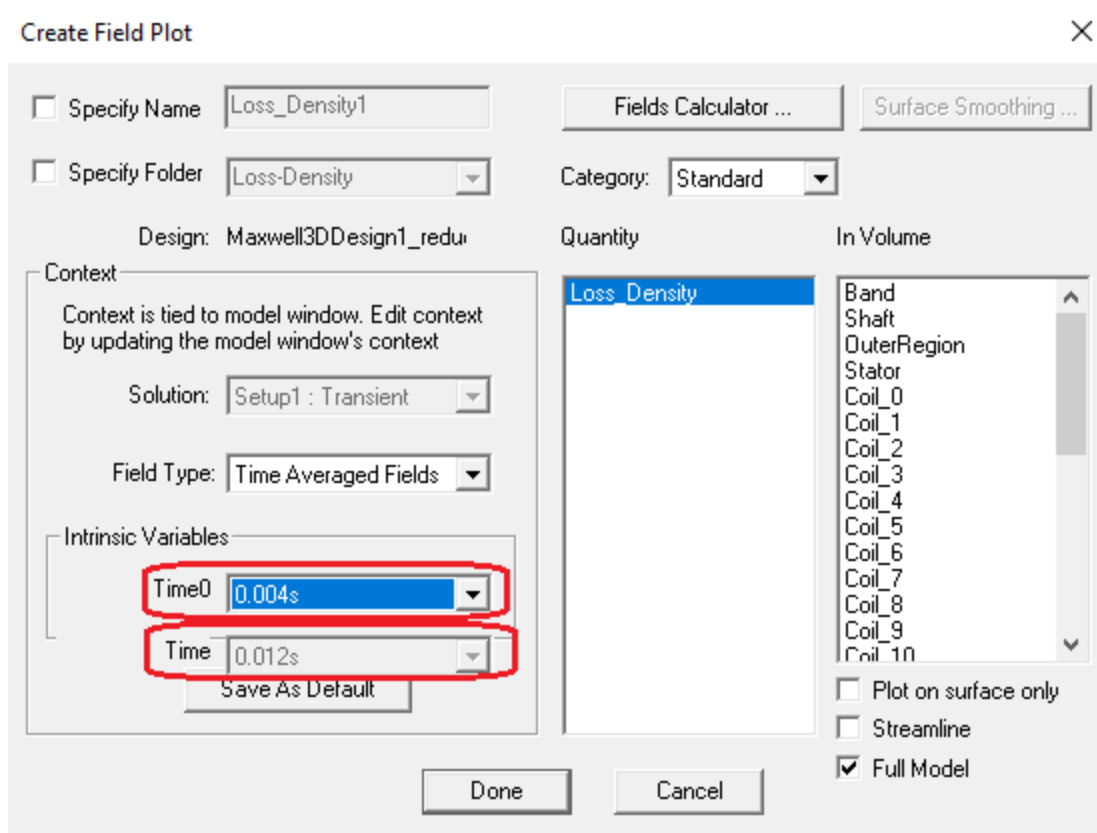 Create Field Plot
Specify Name
Loss_Density1
Fields Calculator ...
Surface Smoothing ...
Specify Folder
Loss-Density
Category:
Standard
Design:
Maxwell3DDesign1_redu
Quantity
In Volume
Context
Context is tied to model window. Edit context
by updating the model window's context
Solution:
Setup1 : Transient
Field Type:
Time Averaged Fields
Intrinsic Variables
Time0
0.004s
Time
0.012s
Save As Default
Loss_Density
Band
Shaft
OuterRegion
Stator
Coil_0
Coil_1
Coil_2
Coil_3
Coil_4
Coil_5
Coil_6
Coil_7
Coil_8
Coil_9
Coil_10
Plot on surface only
Streamline
Full Model
Done
Cancel